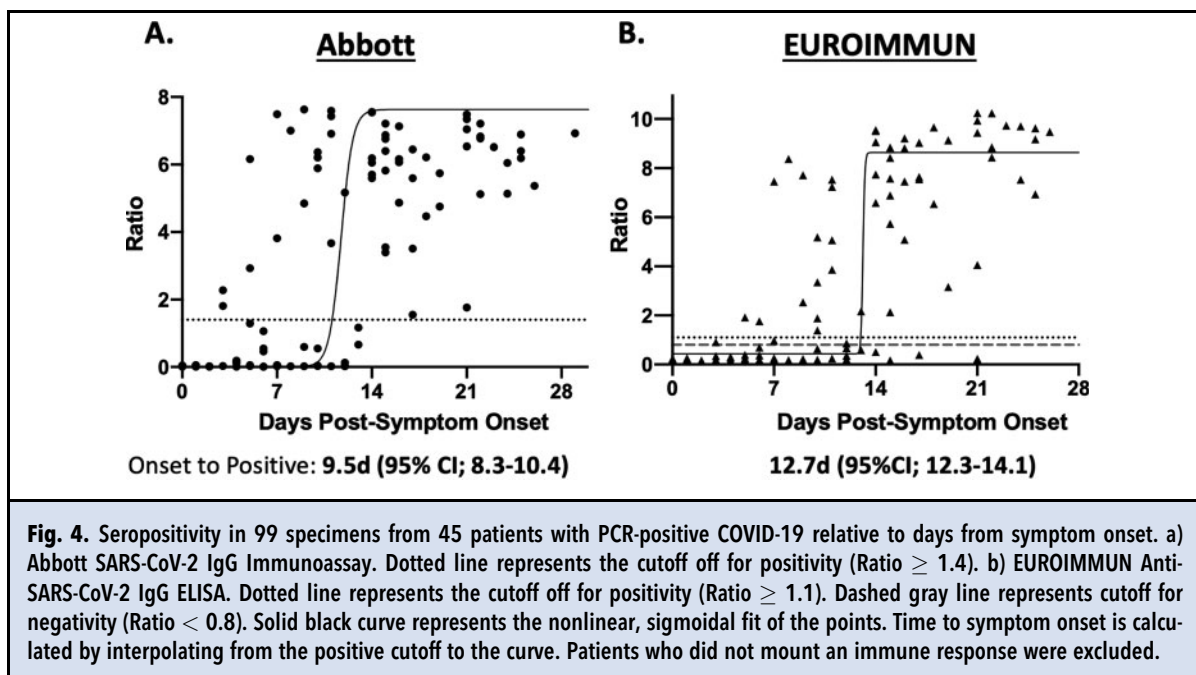 A.
Abbott
8
6
4
2
0
Ratio
0 7 14 21 28
Days Post-Symptom Onset
Onset to Positive: 9.5d (95% CI; 8.3-10.4)
B.
EUROIMMUN
10
8
6
4
2
0
Ratio
0 7 14 21 28
Days Post-Symptom Onset
12.7d (95%CI; 12.3-14.1)
Fig. 4. Seropositivity in 99 specimens from 45 patients with PCR-positive COVID-19 relative to days from symptom onset. a)
Abbott SARS-CoV-2 IgG Immunoassay. Dotted line represents the cutoff off for positivity (Ratio ≥ 1.4). b) EUROIMMUN Anti-
SARS-CoV-2 IgG ELISA. Dotted line represents the cutoff off for positivity (Ratio ≥ 1.1). Dashed gray line represents cutoff for
negativity (Ratio < 0.8). Solid black curve represents the nonlinear, sigmoidal fit of the points. Time to symptom onset is calcu-
lated by interpolating from the positive cutoff to the curve. Patients who did not mount an immune response were excluded.